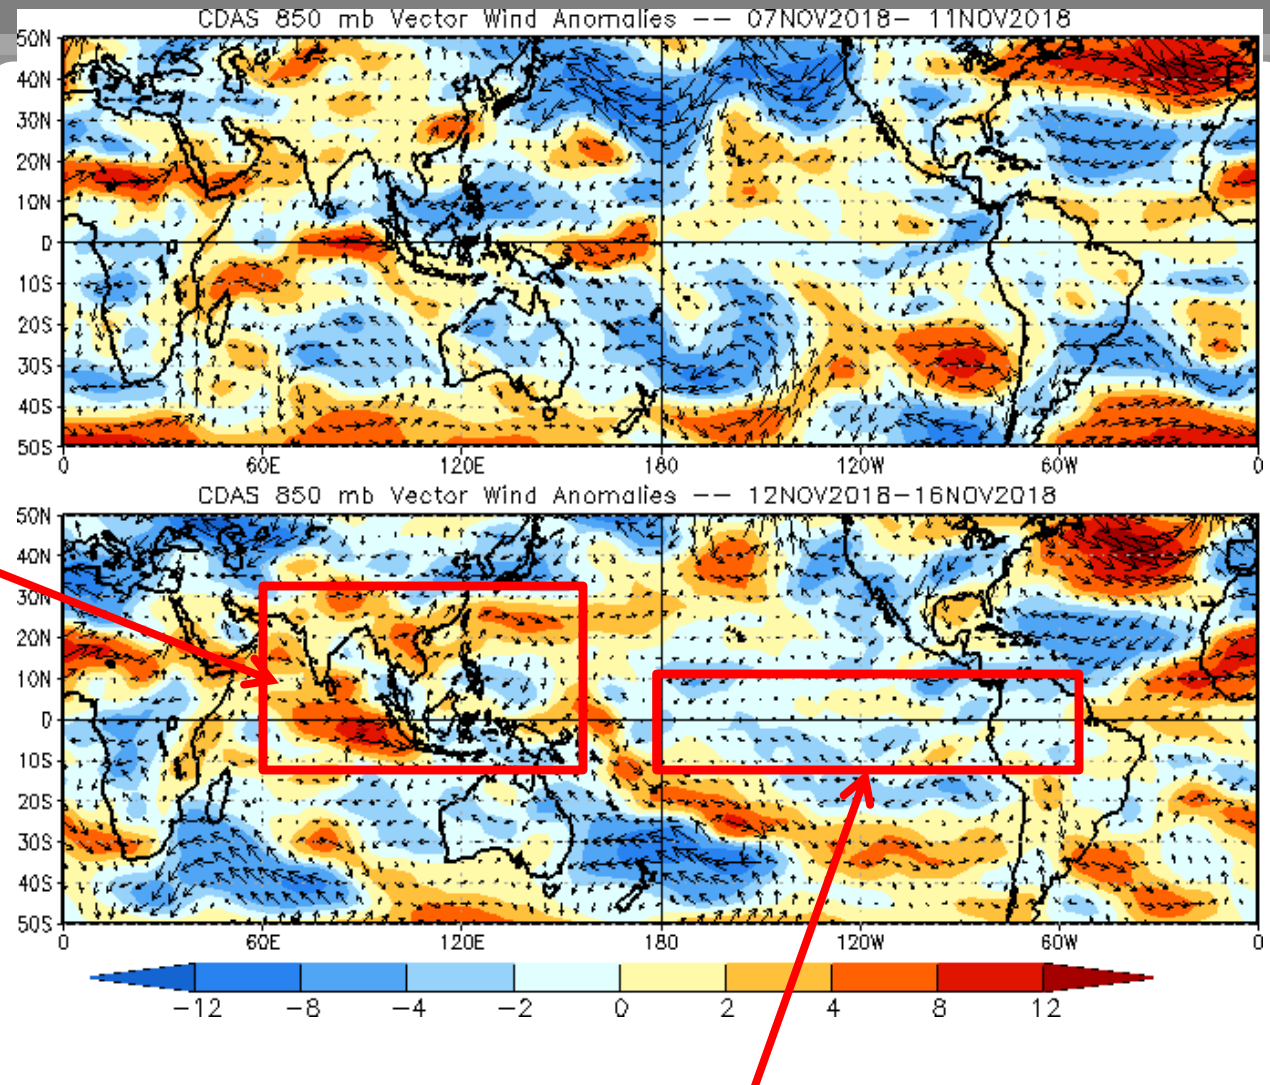 CDAS 850 mb Vector Wind Anomalies -- 07NOV2018- 11NOV2018
50N
40N
30N
20N
10N
0
10S
20S
30S
40S
50S
0 60E 120E 180 120W 60W 0
CDAS 850 mb Vector Wind Anomalies -- 12NOV2018-16NOV2018
50N
40N
30N
20N
10N
0
10S
20S
30S
40S
50S
0 60E 120E 180 120W 60W 0
-12 -8 -4 -2 0 2 4 8 12